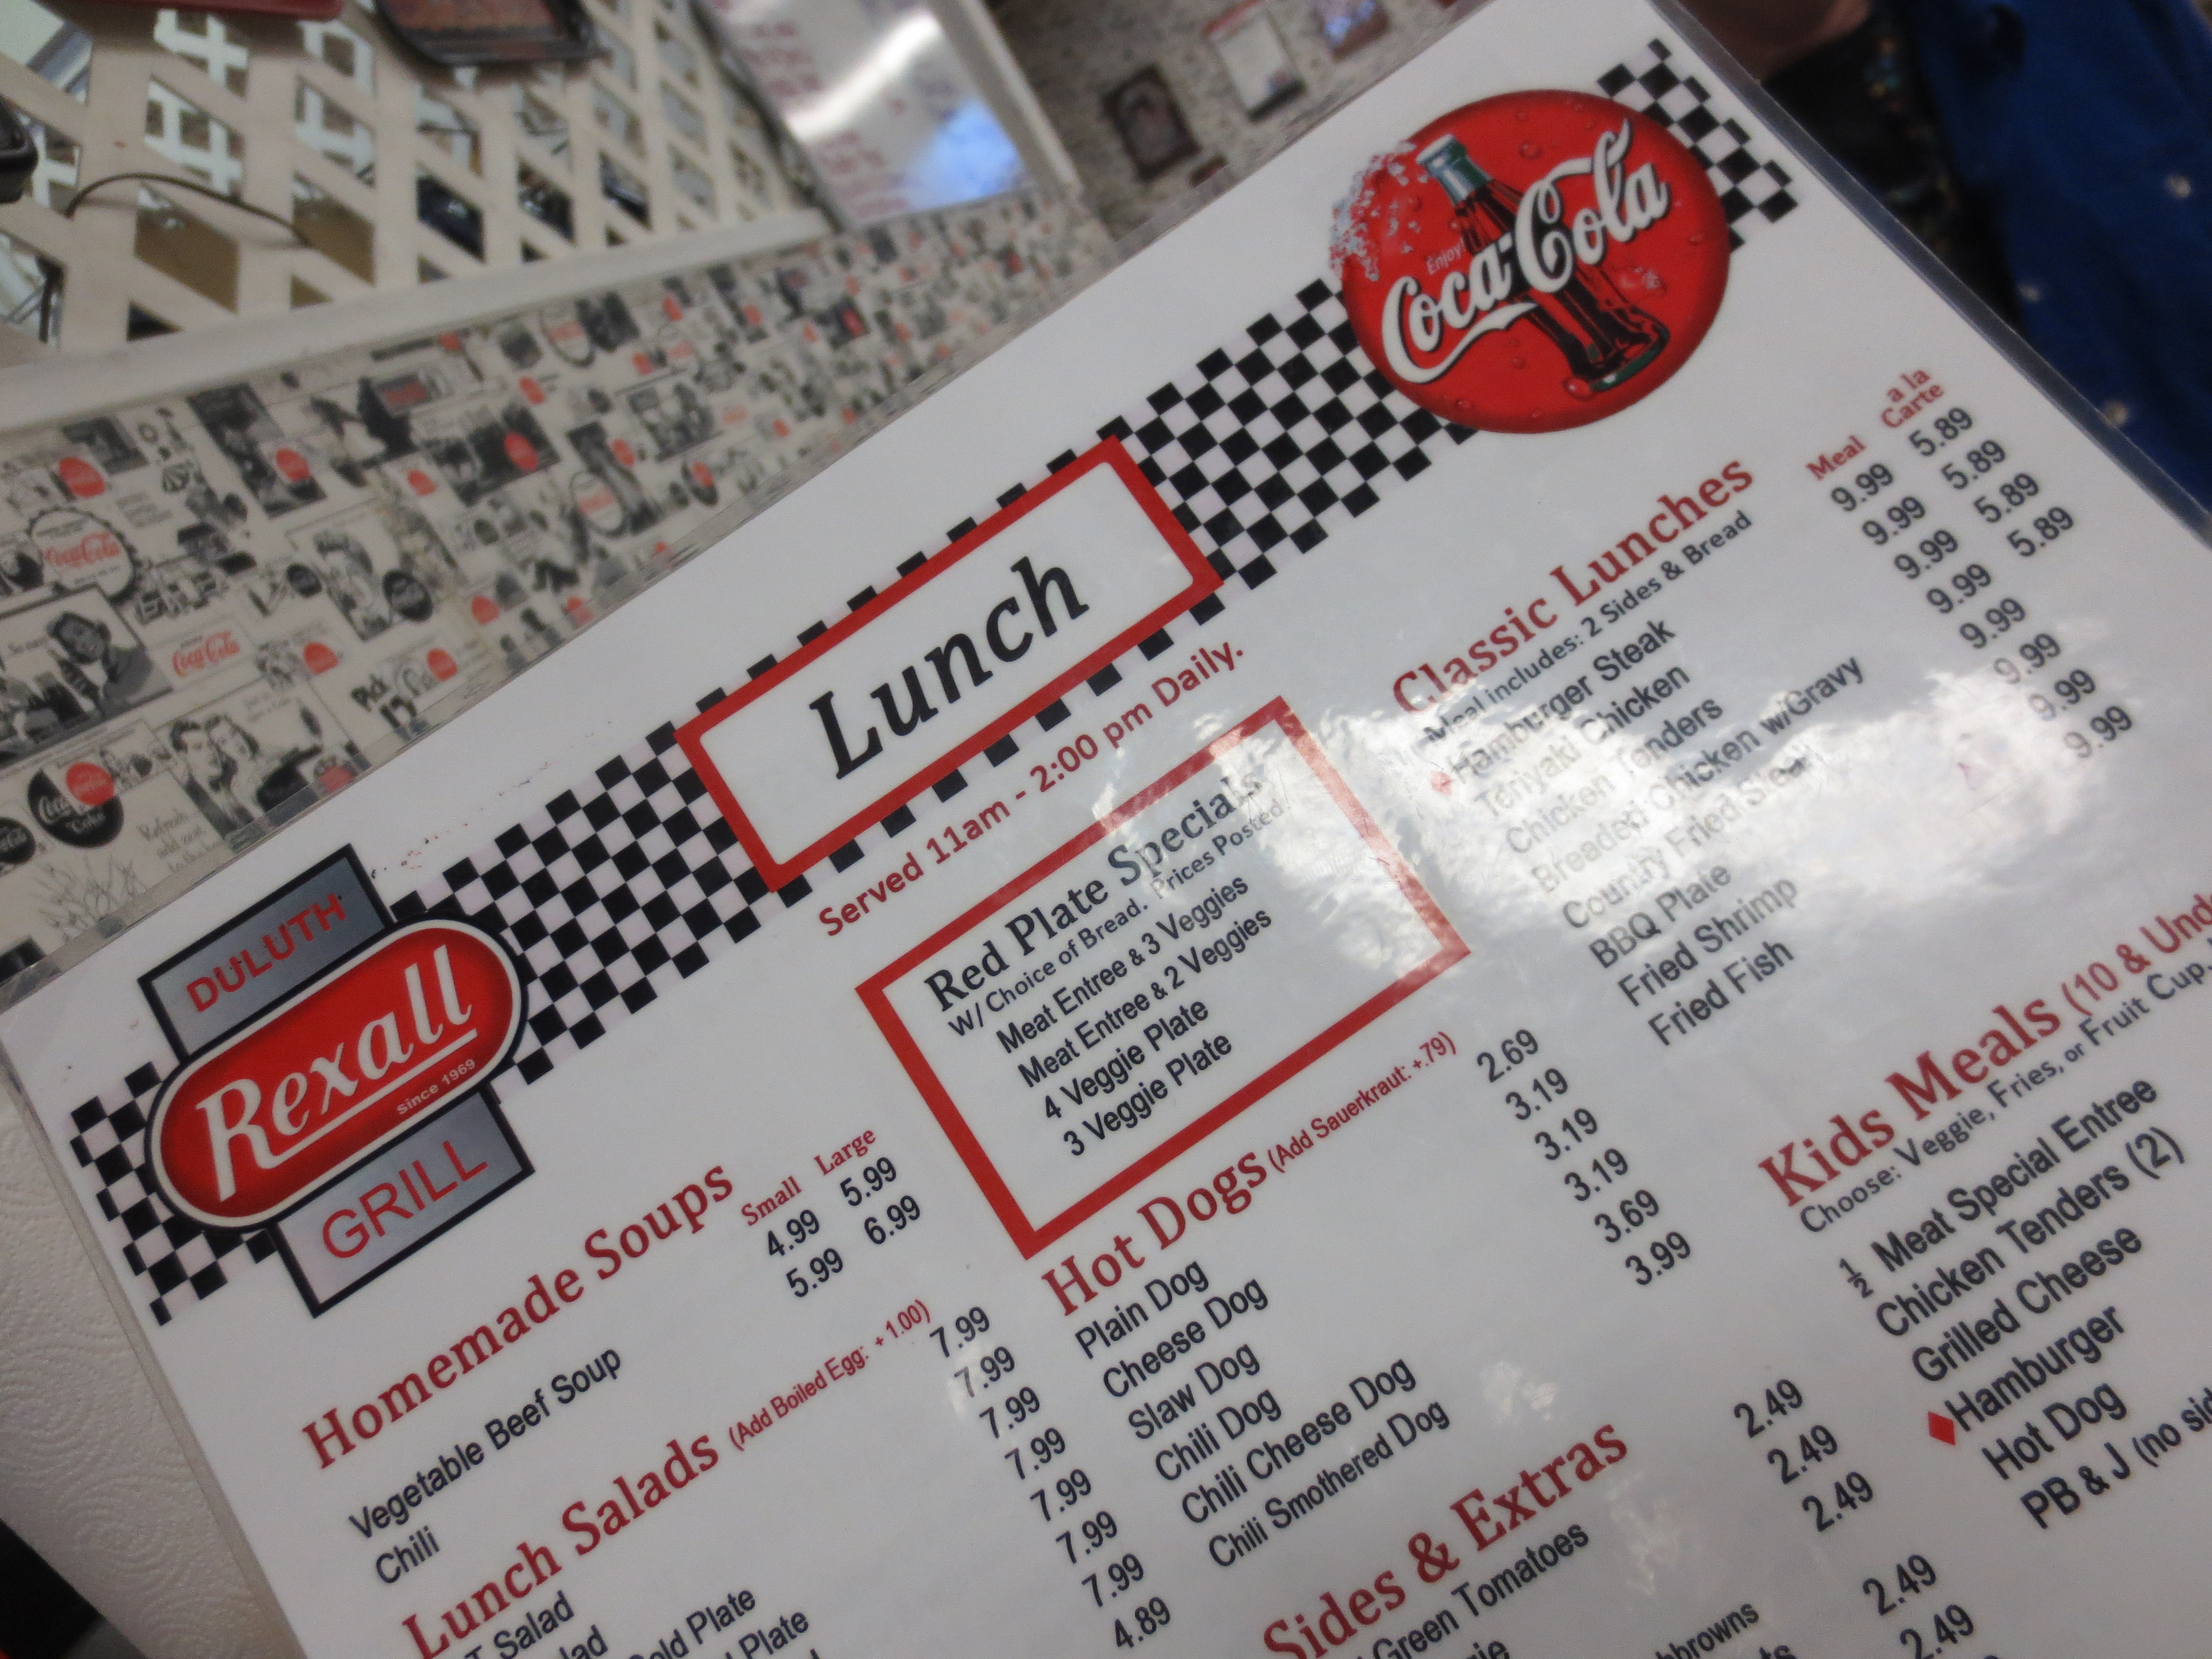 Enjoy
Coca-Cola
DULUTH
Rexall
since 1969
GRILL
Lunch
Served 11am - 2:00 pm Daily.
Red Plate Specials
W/ Choice of Bread. Prices Posted
Meat Entree & 3 Veggies
Meat Entree & 2 Veggies
4 Veggie Plate
3 Veggie Plate
Homemade Soups
Small Large
Vegetable Beef Soup 4.99 5.99
Chili 5.99 6.99
Lunch Salads (Add Boiled Egg: + 1.00)
Salad 7.99
7.99
Plate 7.99
Plate 7.99
7.99
7.99
7.99
4.89
Hot Dogs (Add Sauerkraut: +.79)
Plain Dog 2.69
Cheese Dog 3.19
Slaw Dog 3.19
Chili Dog 3.19
Chili Cheese Dog 3.69
Chili Smothered Dog 3.99
Sides & Extras
Green Tomatoes 2.49
2.49
2.49
2.49
2.49
Classic Lunches
Meal a la Carte
Meal includes: 2 Sides & Bread
Hamburger Steak 9.99 5.89
Teriyaki Chicken 9.99 5.89
Chicken Tenders 9.99 5.89
Breaded Chicken w/Gravy 9.99 5.89
Country Fried Steak 9.99
BBQ Plate 9.99
Fried Shrimp 9.99
Fried Fish 9.99
Kids Meals (10 &
Choose: Veggie, Fries, or Fruit Cup.
½ Meat Special Entree
Chicken Tenders (2)
Grilled Cheese
Hamburger
Hot Dog
PB & J (no
Coca-Cola
Coca-Cola